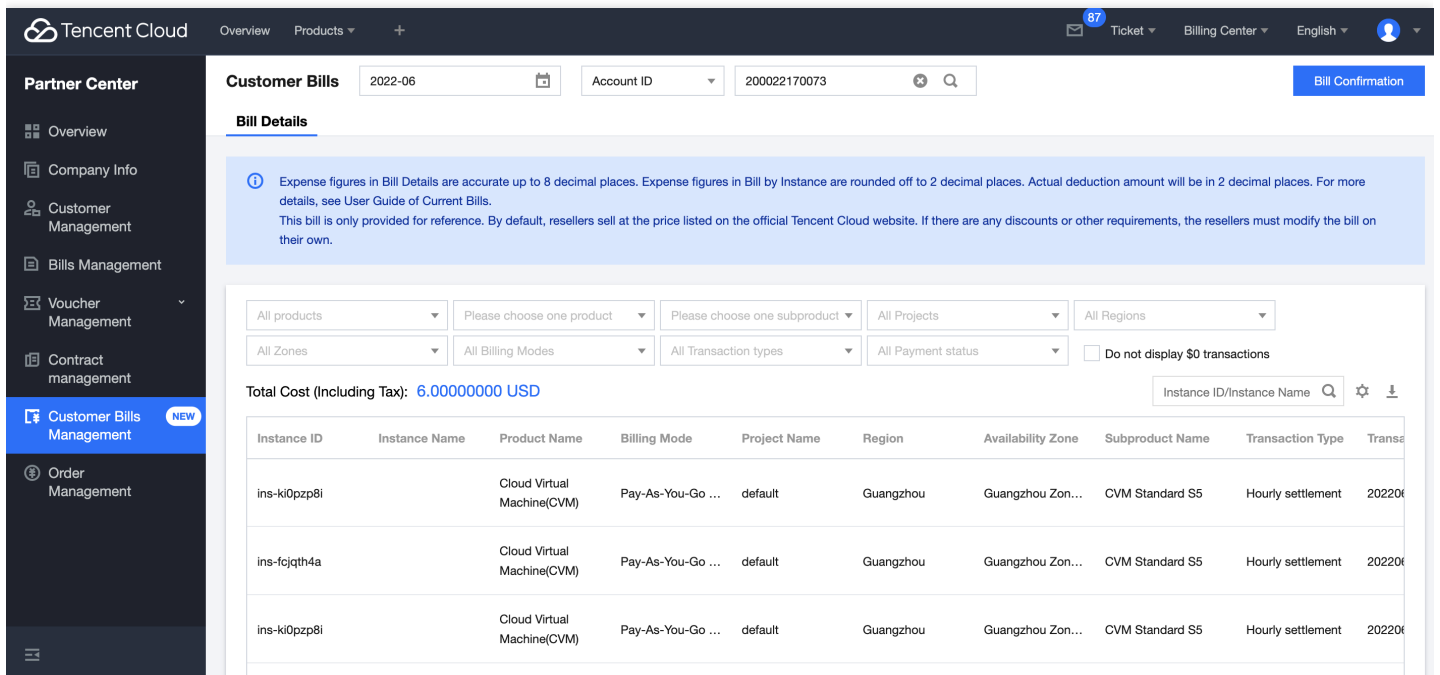 Tencent Cloud Overview Products + 87 Ticket Billing Center English
Partner Center
Overview
Company Info
Customer
Management
Bills Management
Voucher
Management
Contract
management
Customer Bills NEW
Management
Order
Management
Customer Bills 2022-06 Account ID 200022170073 Bill Confirmation
Bill Details
Expense figures in Bill Details are accurate up to 8 decimal places. Expense figures in Bill by Instance are rounded off to 2 decimal places. Actual deduction amount will be in 2 decimal places. For more
details, see User Guide of Current Bills.
This bill is only provided for reference. By default, resellers sell at the price listed on the official Tencent Cloud website. If there are any discounts or other requirements, the resellers must modify the bill on
their own.
All products Please choose one product Please choose one subproduct All Projects All Regions
All Zones All Billing Modes All Transaction types All Payment status Do not display $0 transactions
Total Cost (Including Tax): 6.00000000 USD Instance ID/Instance Name
Instance ID Instance Name Product Name Billing Mode Project Name Region Availability Zone Subproduct Name Transaction Type Transa
Cloud Virtual
ins-ki0pzp8i Pay-As-You-Go ... default Guangzhou Guangzhou Zon... CVM Standard S5 Hourly settlement 202206
Machine(CVM)
Cloud Virtual
ins-fcjqth4a Pay-As-You-Go ... default Guangzhou Guangzhou Zon... CVM Standard S5 Hourly settlement 202206
Machine(CVM)
Cloud Virtual
ins-ki0pzp8i Pay-As-You-Go ... default Guangzhou Guangzhou Zon... CVM Standard S5 Hourly settlement 202206
Machine(CVM)